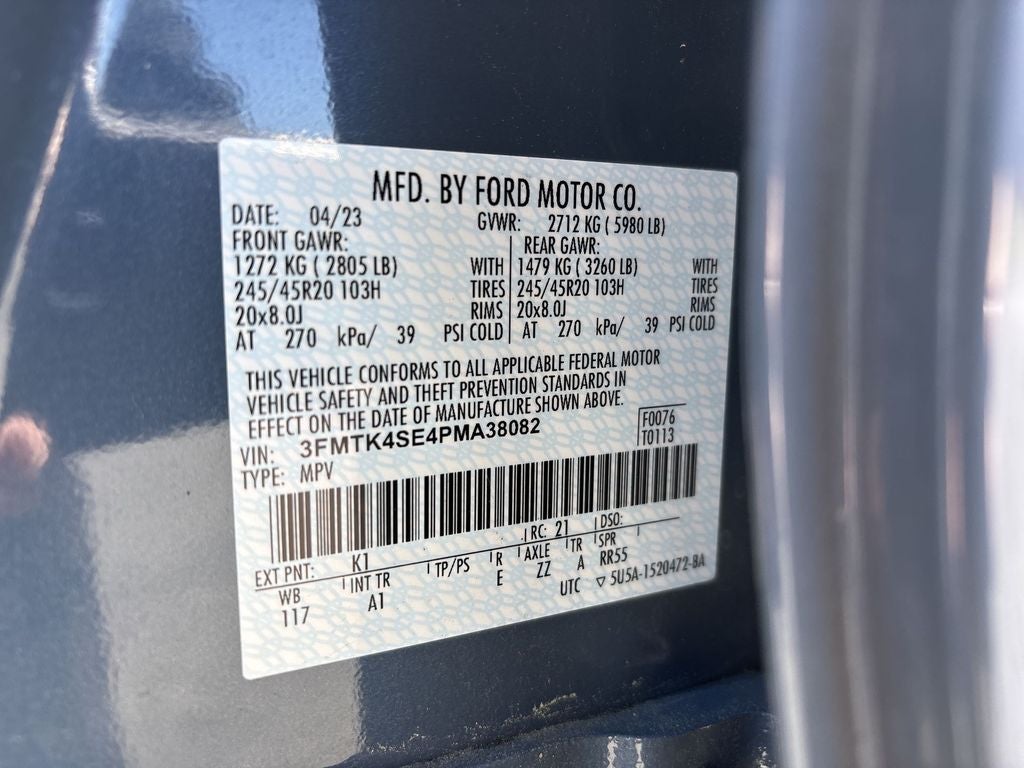 MFD. BY FORD MOTOR CO.
DATE: 04/23 GVWR: 2712 KG ( 5980 LB)
FRONT GAWR: REAR GAWR:
1272 KG ( 2805 LB) WITH 1479 KG ( 3260 LB) WITH
245/45R20 103H TIRES 245/45R20 103H TIRES
20x8.0J RIMS 20x8.0J RIMS
AT 270 kPa/ 39 PSI COLD AT 270 kPa/ 39 PSI COLD
THIS VEHICLE CONFORMS TO ALL APPLICABLE FEDERAL MOTOR
VEHICLE SAFETY AND THEFT PREVENTION STANDARDS IN
EFFECT ON THE DATE OF MANUFACTURE SHOWN ABOVE.
VIN: 3FMTK4SE4PMA38082 F0076
TYPE: MPV T0113
EXT PNT: K1 RC: 21 DSO:
WB INT TR TP/PS R AXLE TR SPR
117 A1 E ZZ A RR55
UTC ▽ 5U5A-1520472-BA